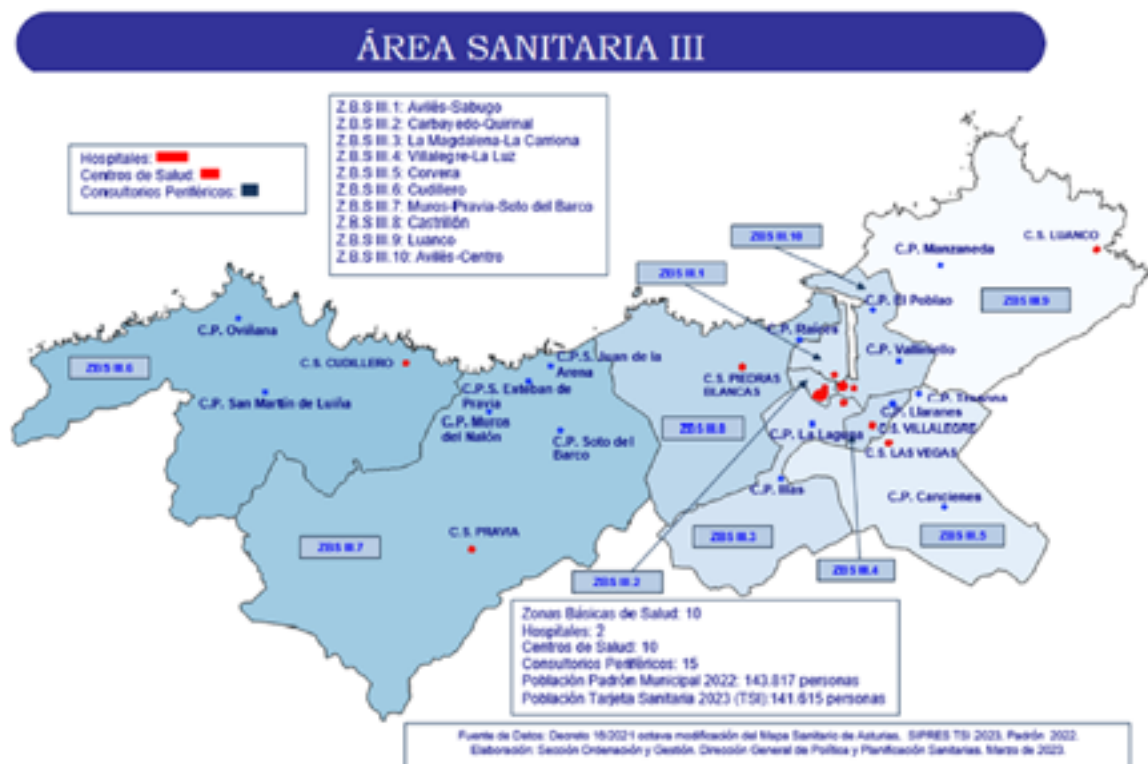 ÁREA SANITARIA III
Z.B.S III.1: Avilés-Sabugo
Z.B.S III.2: Carbayedo-Quirinal
Z.B.S III.3: La Magdalena-La Carriona
Z.B.S III.4: Villalegre-La Luz
Z.B.S III.5: Corvera
Z.B.S III.6: Cudillero
Z.B.S III.7: Muros-Pravia-Soto del Barco
Z.B.S III.8: Castrillón
Z.B.S III.9: Luanco
Z.B.S III.10: Avilés-Centro
Hospitales:
Centros de Salud:
Consultorios Periféricos:
ZBS III.10
C.S. LUANCO
C.P. Manzaneda
ZBS III.1
ZBS III.9
C.P. El Poblao
C.P. Oviñana
C.P. Raíces
C.P. Valliniello
ZBS III.6
C.S. CUDILLERO
C.P.S. Juan de la
Arena
C.S. PIEDRAS
BLANCAS
C.P.S. Esteban de
Pravia
C.P. San Martín de Luiña
C.P. Muros
del Nalón
C.P. Llaranes
C.S. VILLALEGRE
ZBS III.8
C.P. La Laguna
C.P. Soto del
Barco
C.S. LAS VEGAS
C.P. Illas
C.P. Cancienes
C.S. PRAVIA
ZBS III.7
ZBS III.3
ZBS III.5
ZBS III.2
ZBS III.4
Zonas Básicas de Salud: 10
Hospitales: 2
Centros de Salud: 10
Consultorios Periféricos: 15
Población Padrón Municipal 2022: 143.817 personas
Población Tarjeta Sanitaria 2023 (TSI):141.615 personas
Fuente de Datos: Decreto 16/2021 octava modificación del Mapa Sanitario de Asturias. SIPRES TSI 2023, Padrón 2022.
Elaboración: Sección Ordenación y Gestión. Dirección General de Política y Planificación Sanitarias. Marzo de 2023.